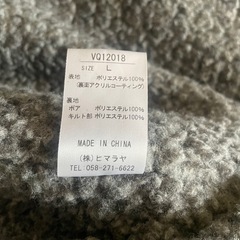 VQ12018
SIZE L
表地 ポリエステル100%
(裏面アクリルコーティング)
裏地
ボア ポリエステル100%
キルト部 ポリエステル100%
MADE IN CHINA
(株)ヒマラヤ
TEL:058-271-6622